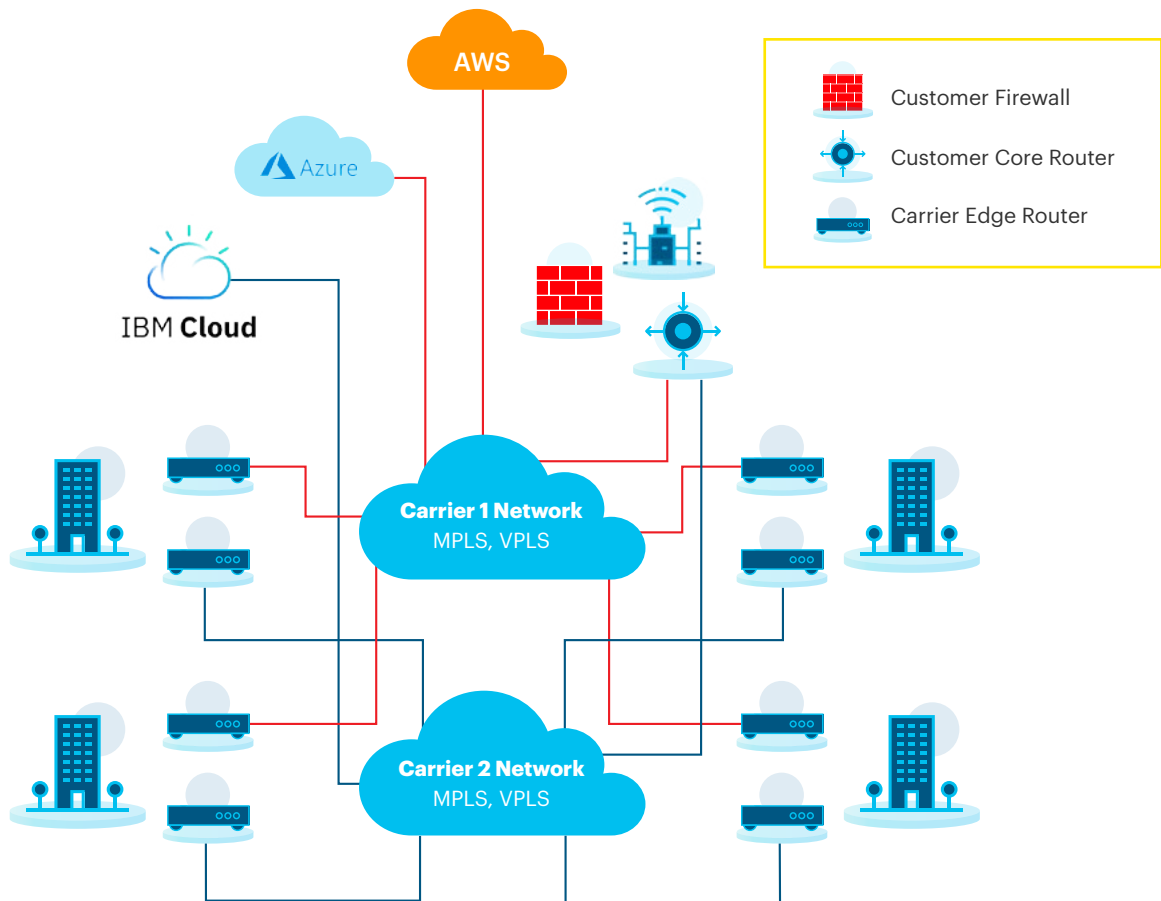 AWS
Azure
IBM Cloud
Customer Firewall
Customer Core Router
Carrier Edge Router
Carrier 1 Network
MPLS, VPLS
Carrier 2 Network
MPLS, VPLS